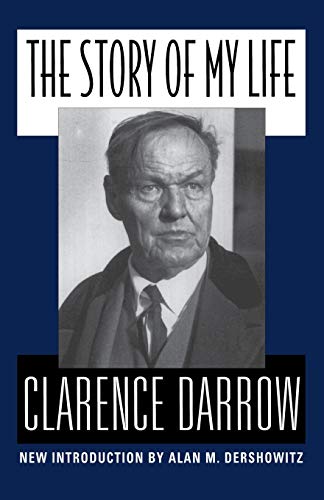 THE STORY OF MY LIFE
CLARENCE DARROW
NEW INTRODUCTION BY ALAN M. DERSHOWITZ